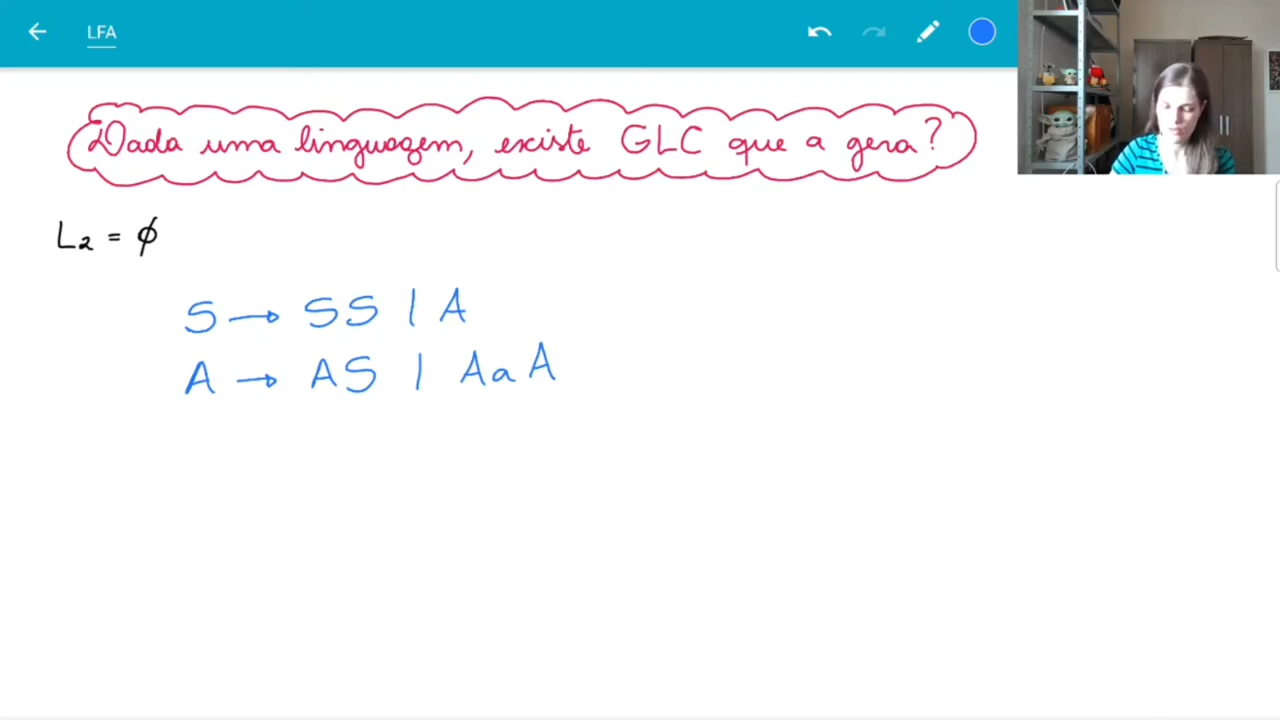 LFA
Dada uma linguagem, existe GLC que a gera?
L₂ = ϕ
S → SS | A
A → AS | AaA